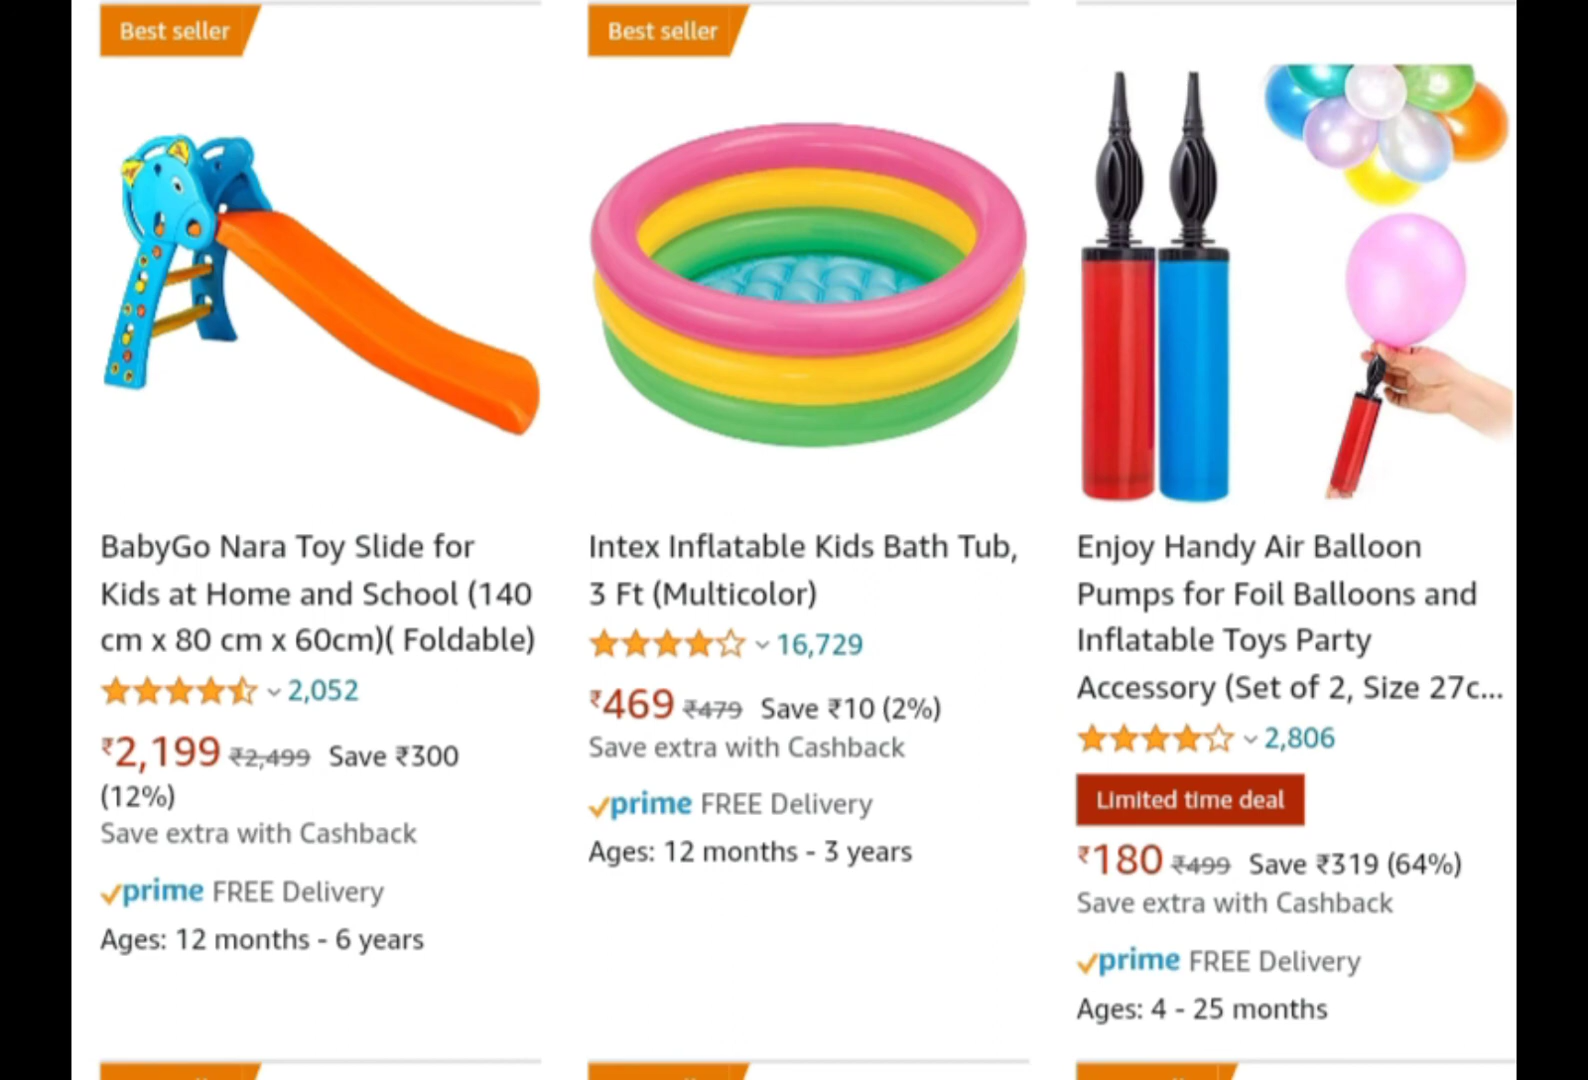 Best seller
BabyGo Nara Toy Slide for
Kids at Home and School (140
cm x 80 cm x 60cm)( Foldable)
2,052
₹2,199 ₹2,499 Save ₹300
(12%)
Save extra with Cashback
prime FREE Delivery
Ages: 12 months - 6 years
Best seller
Intex Inflatable Kids Bath Tub,
3 Ft (Multicolor)
16,729
₹469 ₹479 Save ₹10 (2%)
Save extra with Cashback
prime FREE Delivery
Ages: 12 months - 3 years
Enjoy Handy Air Balloon
Pumps for Foil Balloons and
Inflatable Toys Party
Accessory (Set of 2, Size 27c...
2,806
Limited time deal
₹180 ₹499 Save ₹319 (64%)
Save extra with Cashback
prime FREE Delivery
Ages: 4 - 25 months